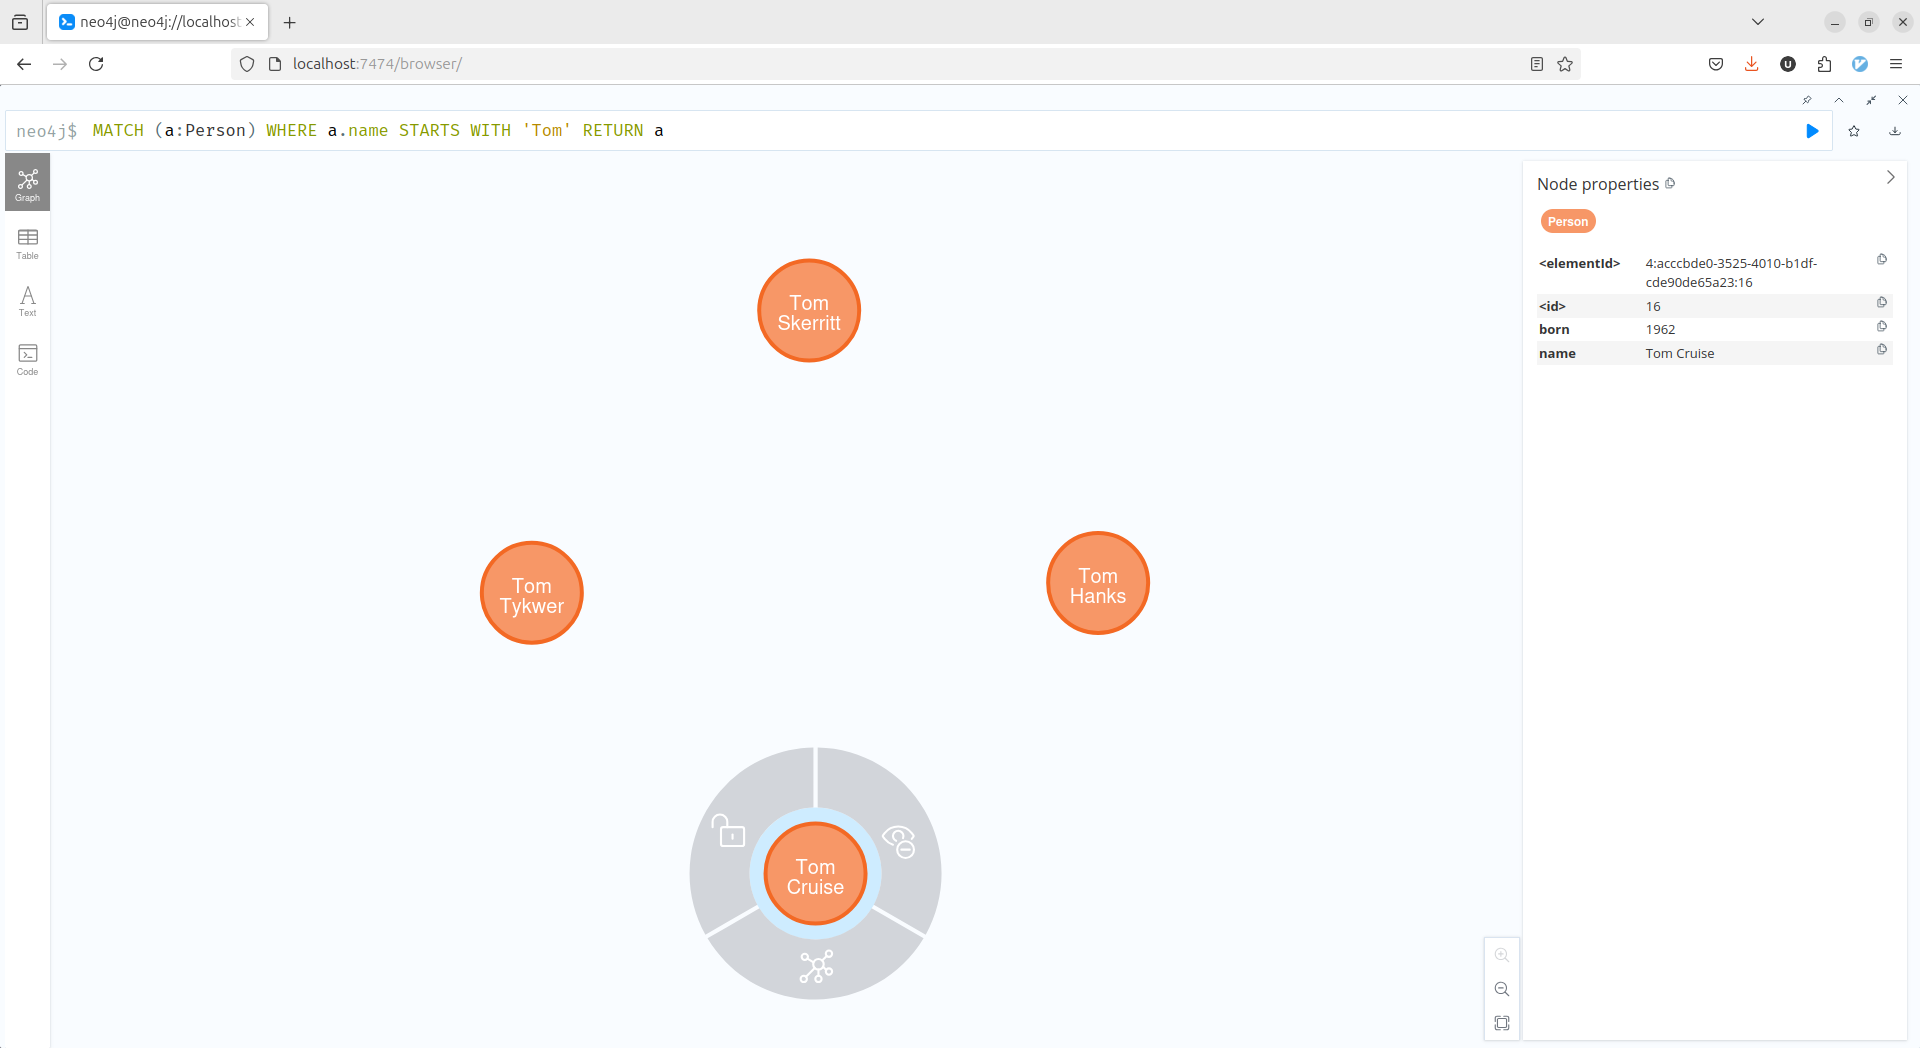 neo4j@neo4j://localhost
localhost:7474/browser/
neo4j$ MATCH (a:Person) WHERE a.name STARTS WITH 'Tom' RETURN a
Graph
Table
Text
Code
Tom
Skerritt
Tom
Tykwer
Tom
Hanks
Tom
Cruise
Node properties
Person
<elementId> 4:acccbde0-3525-4010-b1df-
cde90de65a23:16
<id> 16
born 1962
name Tom Cruise